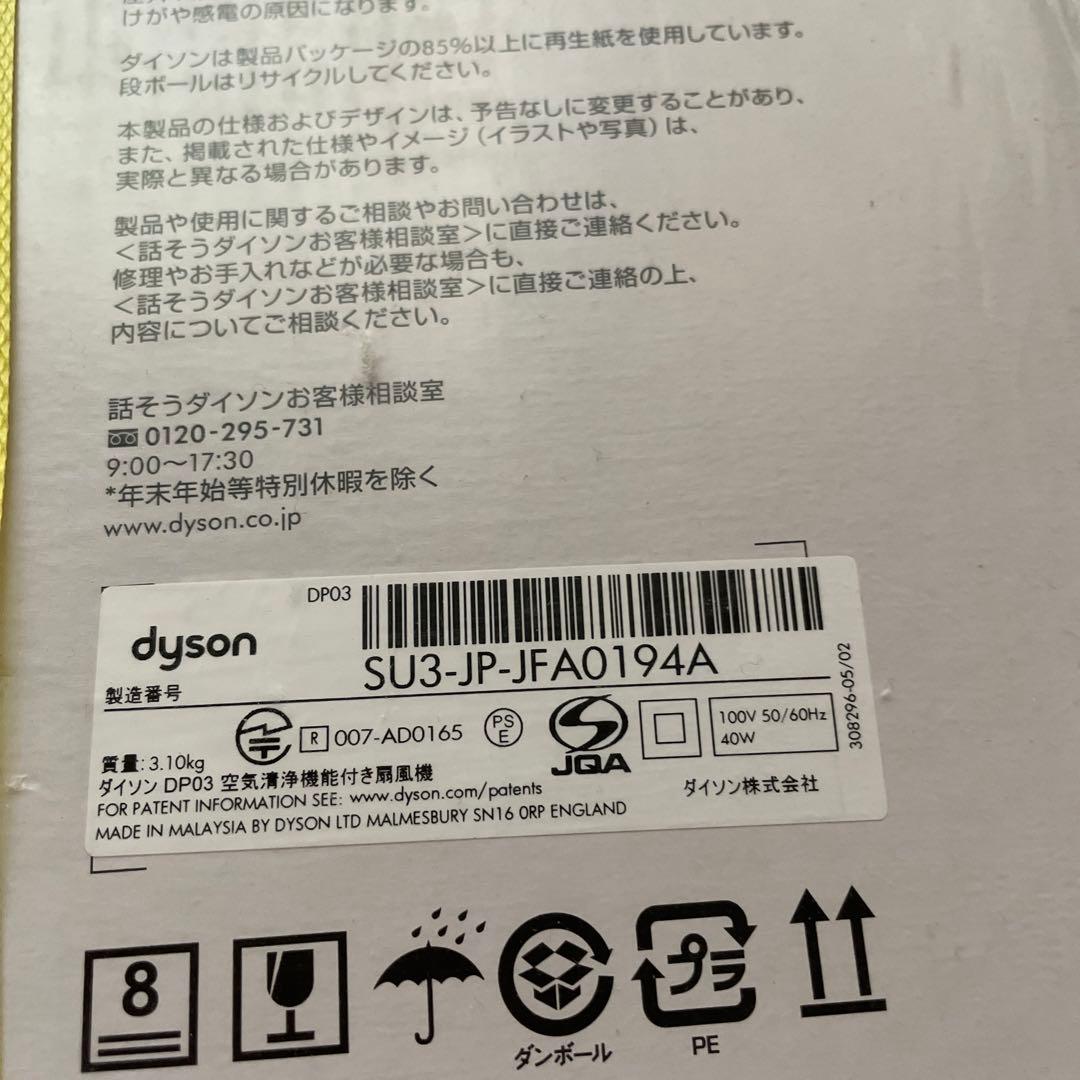 けがや感電の原因になります。
ダイソンは製品パッケージの85%以上に再生紙を使用しています。
段ボールはリサイクルしてください。
本製品の仕様およびデザインは、予告なしに変更することがあり、
また、掲載された仕様やイメージ（イラストや写真）は、
実際と異なる場合があります。
製品や使用に関するご相談やお問い合わせは、
＜話そうダイソンお客様相談室＞に直接ご連絡ください。
修理やお手入れなどが必要な場合も、
＜話そうダイソンお客様相談室＞に直接ご連絡の上、
内容についてご相談ください。
話そうダイソンお客様相談室
0120-295-731
9:00〜17:30
*年末年始等特別休暇を除く
www.dyson.co.jp
DP03
dyson
SU3-JP-JFA0194A
製造番号
R 007-AD0165
PS
E
JQA
100V 50/60Hz
40W
308296-05/02
質量: 3.10kg
ダイソン DP03 空気清浄機能付き扇風機
FOR PATENT INFORMATION SEE: www.dyson.com/patents
ダイソン株式会社
MADE IN MALAYSIA BY DYSON LTD MALMESBURY SN16 0RP ENGLAND
8
プラ
ダンボール
PE